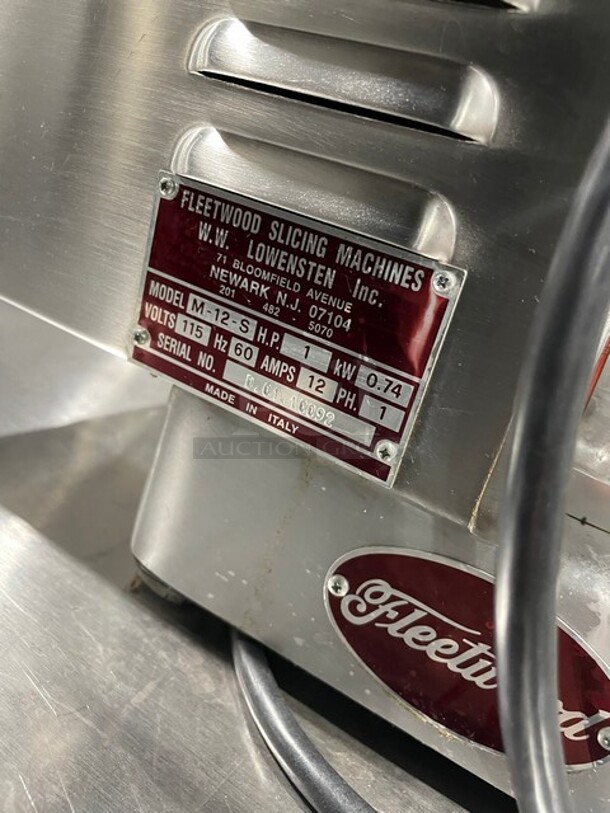 FLEETWOOD SLICING MACHINES
W.W. LOWENSTEN Inc.
71 BLOOMFIELD AVENUE
NEWARK N.J. 07104
201 482 5070
MODEL M-12-S H.P. 1 KW 0.74
VOLTS 115 Hz 60 AMPS 12 PH. 1
SERIAL NO.
MADE IN ITALY